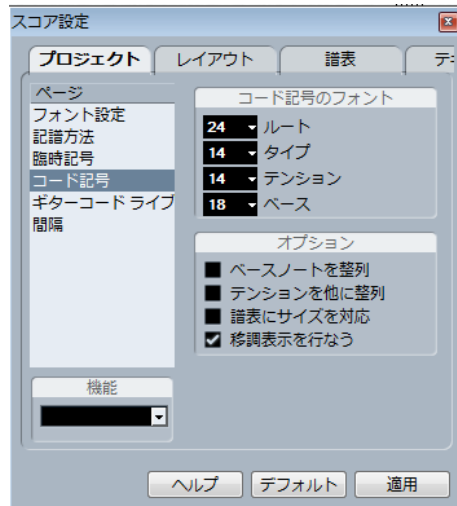 スコア設定
プロジェクト レイアウト 譜表
ページ
フォント設定
記譜方法
臨時記号
コード記号
ギターコード ライブ
間隔
機能
コード記号のフォント
24 ルート
14 タイプ
14 テンション
18 ベース
オプション
ベースノートを整列
テンションを他に整列
譜表にサイズを対応
移調表示を行なう
ヘルプ デフォルト 適用